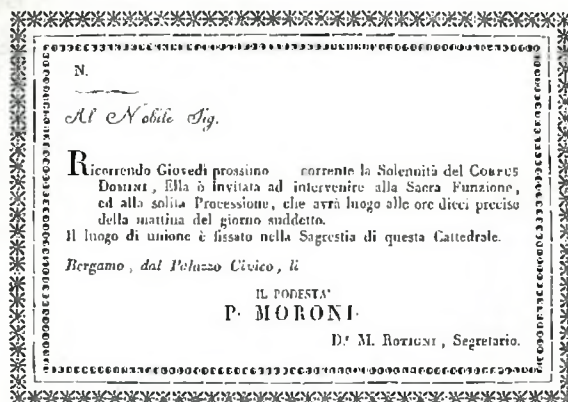 N.
Al Nobile Sig.
Ricorrendo Giovedì prossimo corrente la Solennità del CORPUS
DOMINI, Ella è invitata ad intervenire alla Sacra Funzione,
ed alla solita Processione, che avrà luogo alle ore dieci precise
della mattina del giorno suddetto.
Il luogo di unione è fissato nella Sagrestia di questa Cattedrale.
Bergamo, dal Palazzo Civico, li
IL PODESTA'
P. MORONI.
D.r M. ROTIGNI, Segretario.